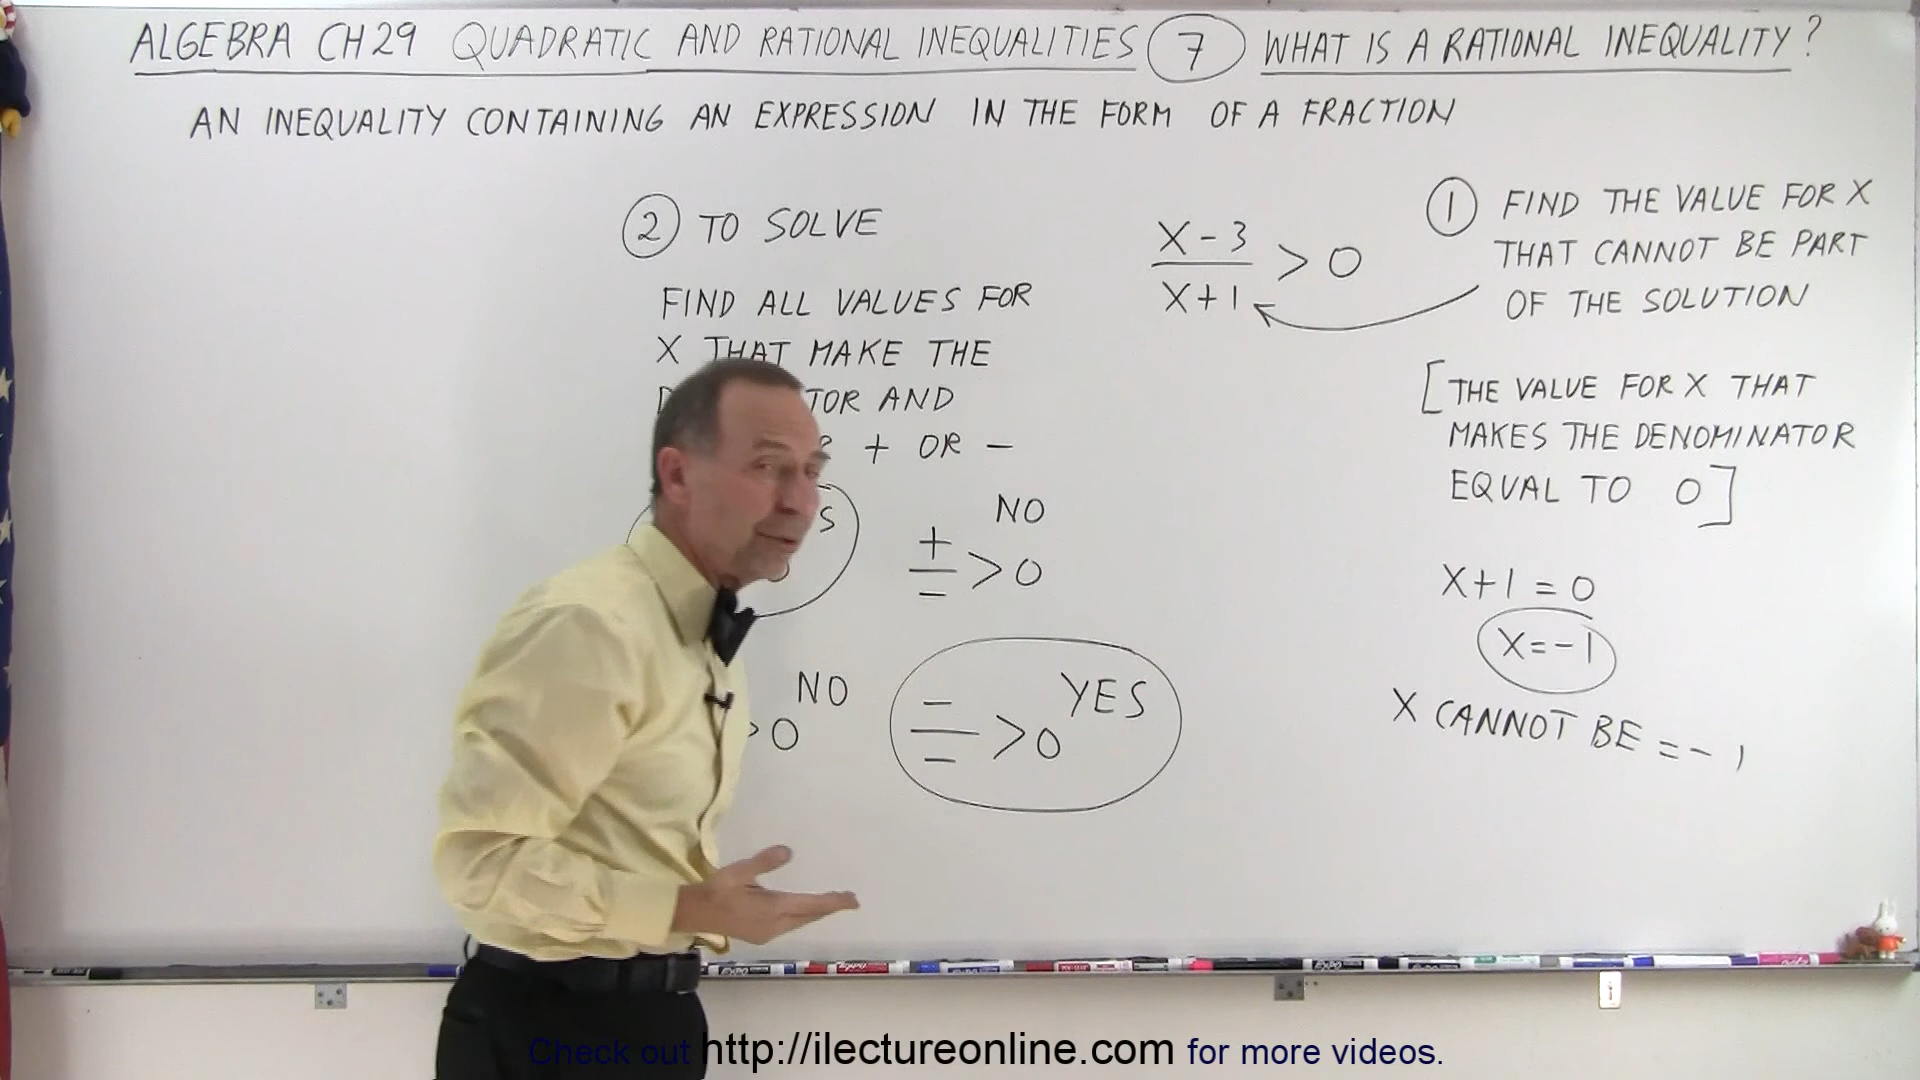 ALGEBRA CH 29 QUADRATIC AND RATIONAL INEQUALITIES 7 WHAT IS A RATIONAL INEQUALITY?
AN INEQUALITY CONTAINING AN EXPRESSION IN THE FORM OF A FRACTION
2 TO SOLVE
FIND ALL VALUES FOR
X THAT MAKE THE
AND
+ OR -
+
— > 0 NO
-
> 0 NO
-
— > 0 YES
-
X - 3
— > 0
X + 1
1 FIND THE VALUE FOR X
THAT CANNOT BE PART
OF THE SOLUTION
[THE VALUE FOR X THAT
MAKES THE DENOMINATOR
EQUAL TO 0]
X + 1 = 0
X = -1
X CANNOT BE = -1
EXPO
Check out http://ilectureonline.com for more videos.